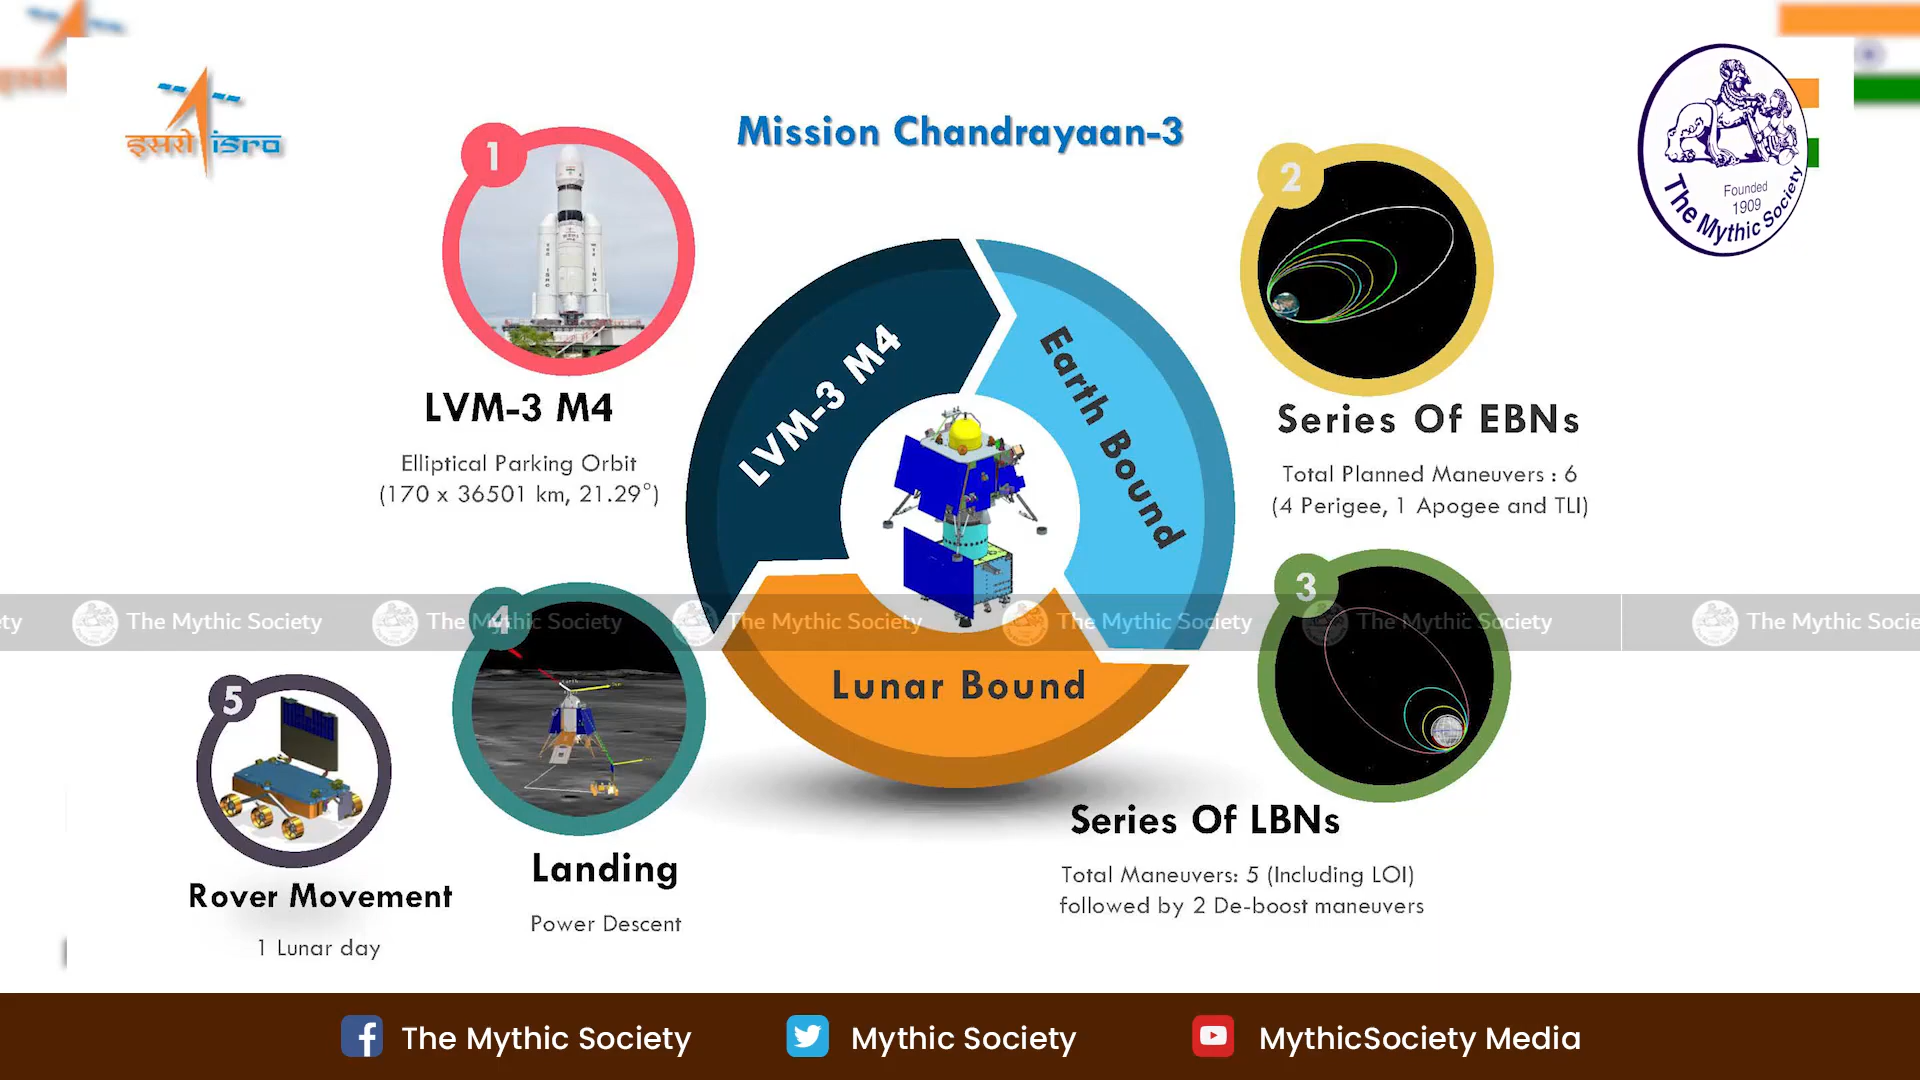 इसरो isro
Mission Chandrayaan-3
Founded
1909
The Mythic Society
1
LVM-3 M4
Elliptical Parking Orbit
(170 x 36501 km, 21.29°)
2
Series Of EBNs
Total Planned Maneuvers : 6
(4 Perigee, 1 Apogee and TLI)
LVM-3 M4
Earth Bound
Lunar Bound
3
Series Of LBNs
Total Maneuvers: 5 (Including LOI)
followed by 2 De-boost maneuvers
4
Landing
Power Descent
5
Rover Movement
1 Lunar day
ty The Mythic Society The Mythic Society The Mythic Society The Mythic Society The Mythic Society The Mythic Socie
The Mythic Society
Mythic Society
MythicSociety Media